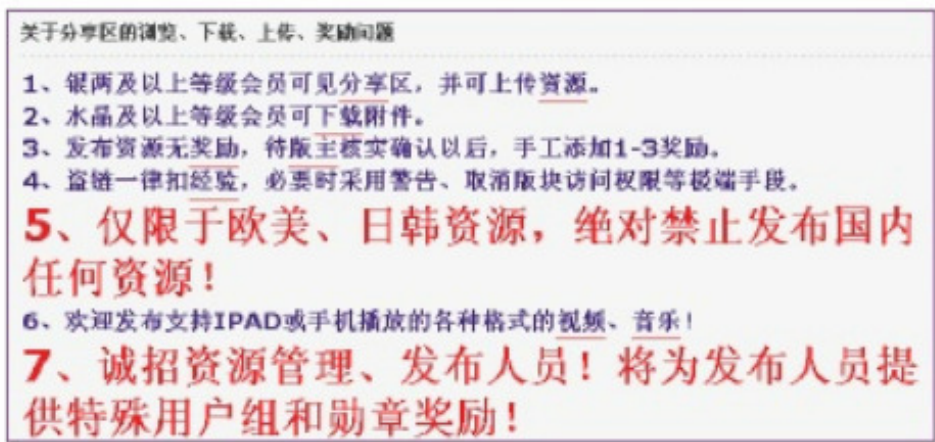 关于分享区的浏览、下载、上传、奖励问题
1、银两及以上等级会员可见分享区，并可上传资源。
2、水晶及以上等级会员可下载附件。
3、发布资源无奖励，待版主核实确认以后，手工添加1-3奖励。
4、盗链一律扣经验，必要时采用警告、取消版块访问权限等极端手段。
5、仅限于欧美、日韩资源，绝对禁止发布国内
任何资源！
6、欢迎发布支持IPAD或手机播放的各种格式的视频、音乐！
7、诚招资源管理、发布人员！将为发布人员提
供特殊用户组和勋章奖励！